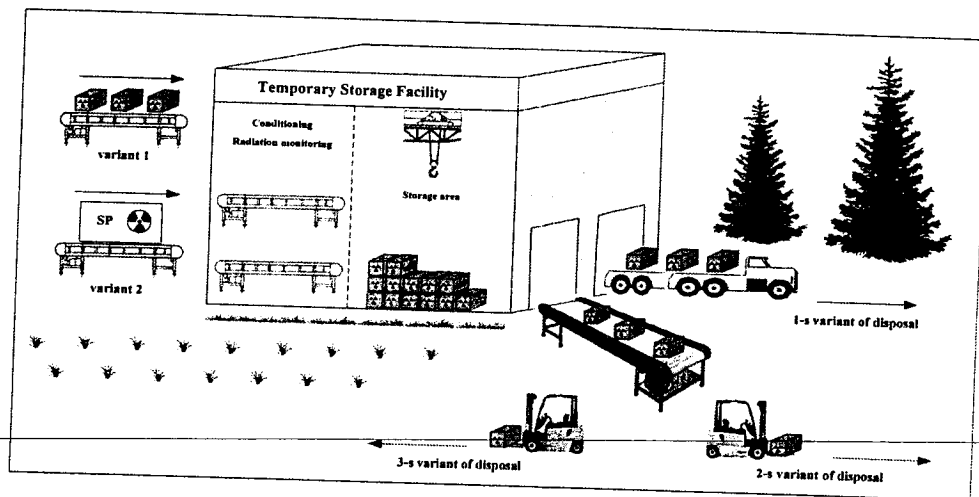 Temporary Storage Facility
Conditioning
Radiation monitoring
Storage area
variant 1
SP
variant 2
1-s variant of disposal
3-s variant of disposal
2-s variant of disposal